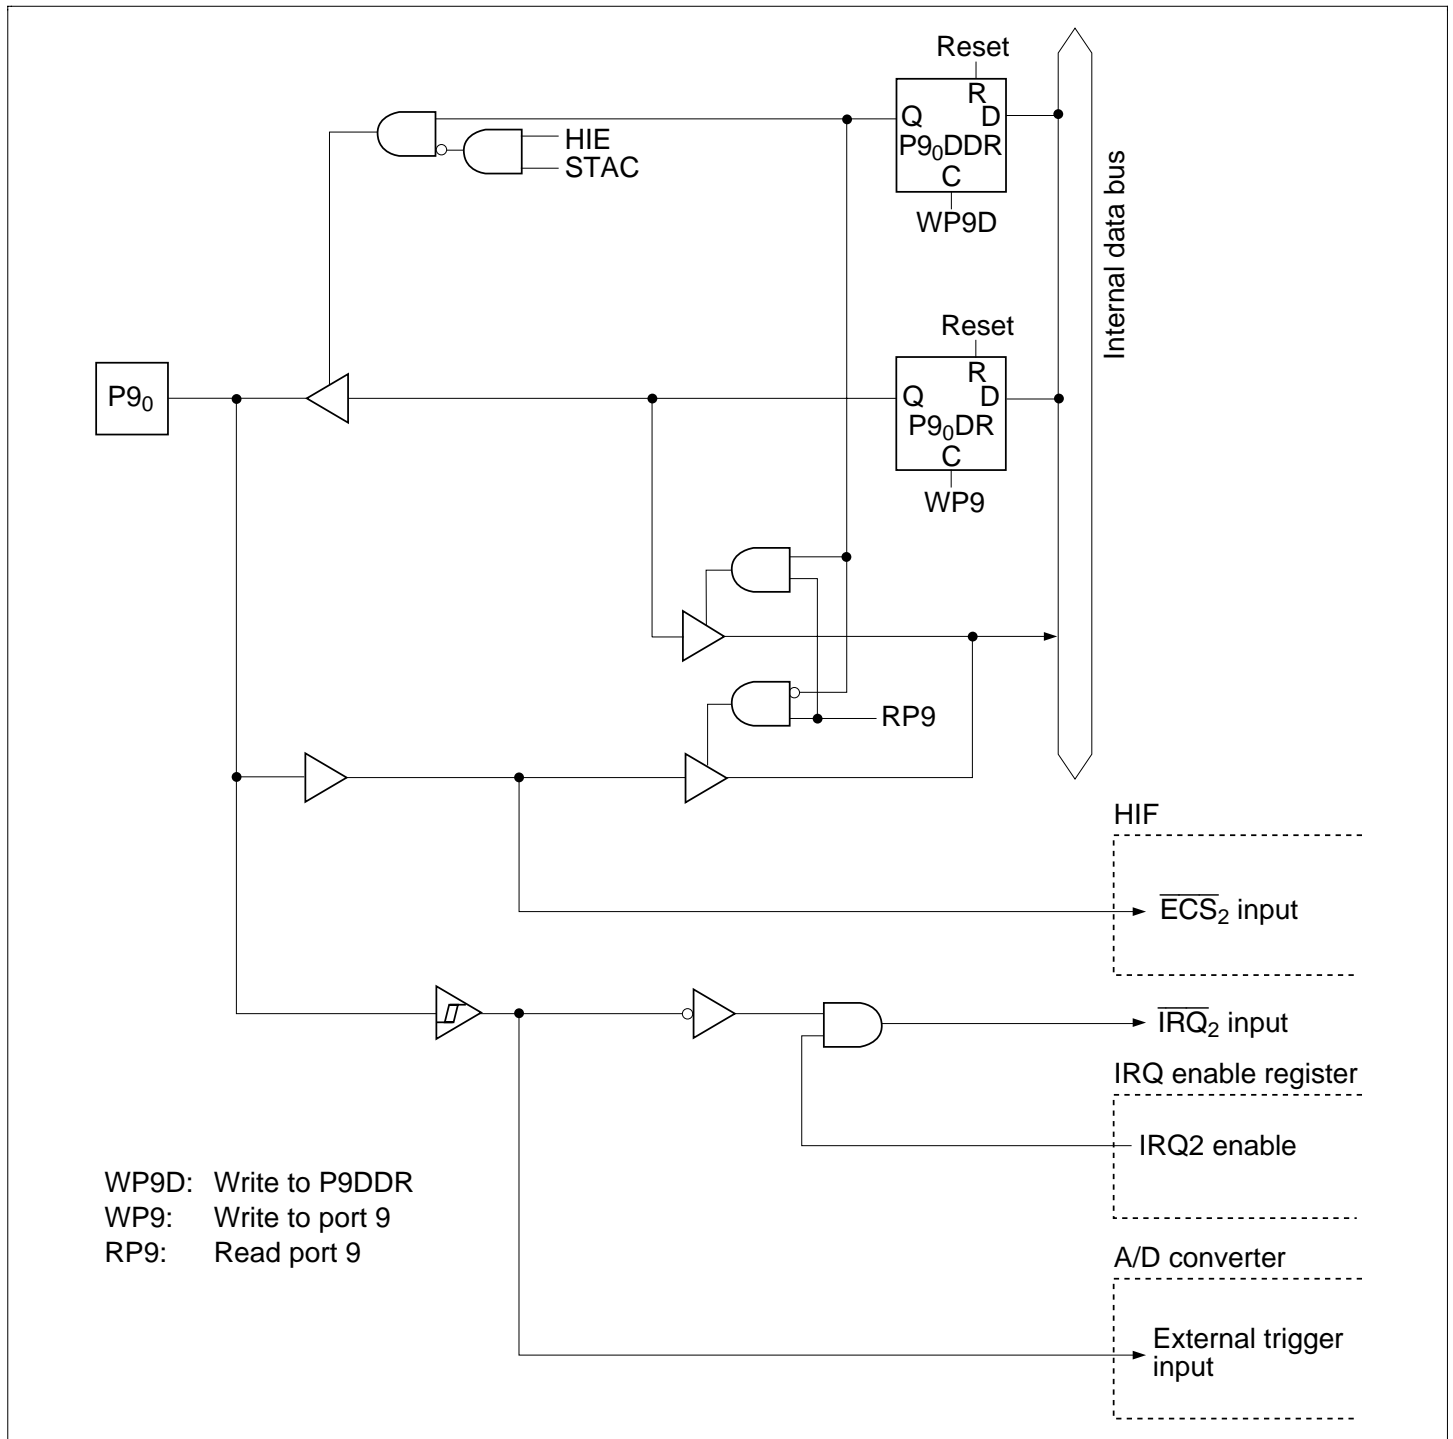 Reset
R
Q D
P9₀DDR
C
WP9D
HIE
STAC
Internal data bus
Reset
R
Q D
P9₀DR
C
WP9
P9₀
RP9
HIF
E̅C̅S̅₂ input
I̅R̅Q̅₂ input
IRQ enable register
IRQ2 enable
WP9D: Write to P9DDR
WP9: Write to port 9
RP9: Read port 9
A/D converter
External trigger
input